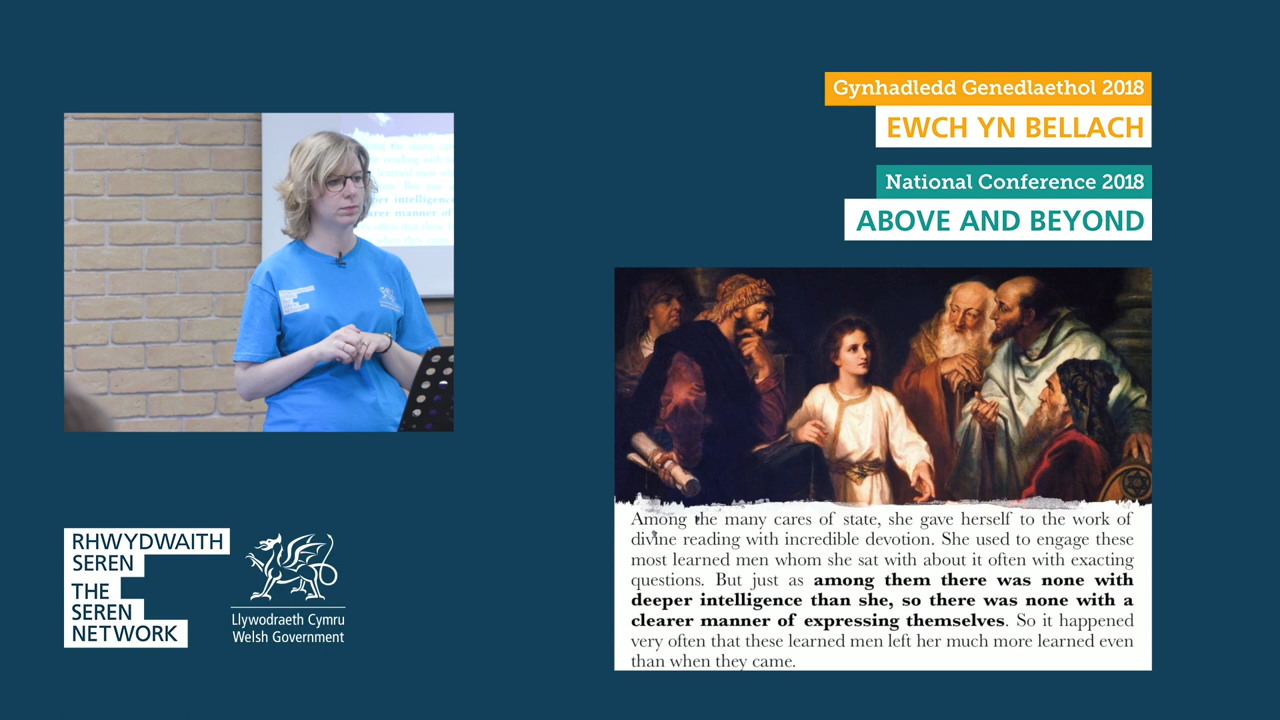 Gynhadledd Genedlaethol 2018
EWCH YN BELLACH
National Conference 2018
ABOVE AND BEYOND
Among the many cares of state, she gave herself to the work of
divine reading with incredible devotion. She used to engage these
most learned men whom she sat with about it often with exacting
questions. But just as among them there was none with
deeper intelligence than she, so there was none with a
clearer manner of expressing themselves. So it happened
very often that these learned men left her much more learned even
than when they came.
RHWYDWAITH
SEREN
THE
SEREN
NETWORK
Llywodraeth Cymru
Welsh Government